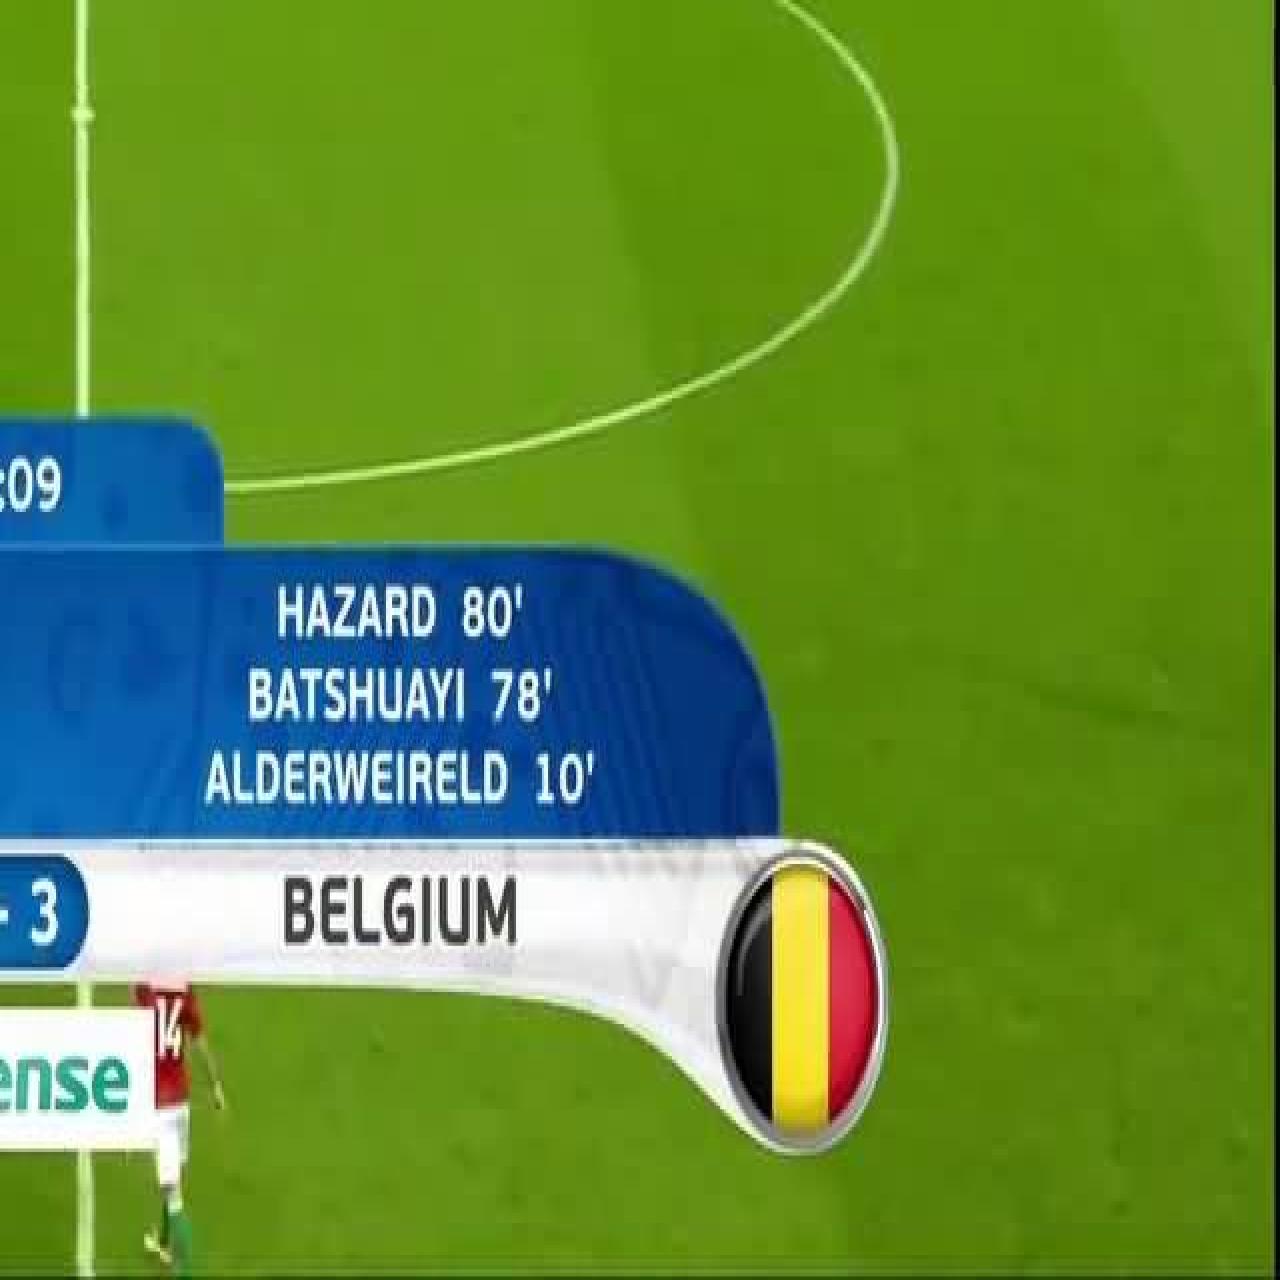 :09
HAZARD 80'
BATSHUAYI 78'
ALDERWEIRELD 10'
- 3 BELGIUM
14
ense